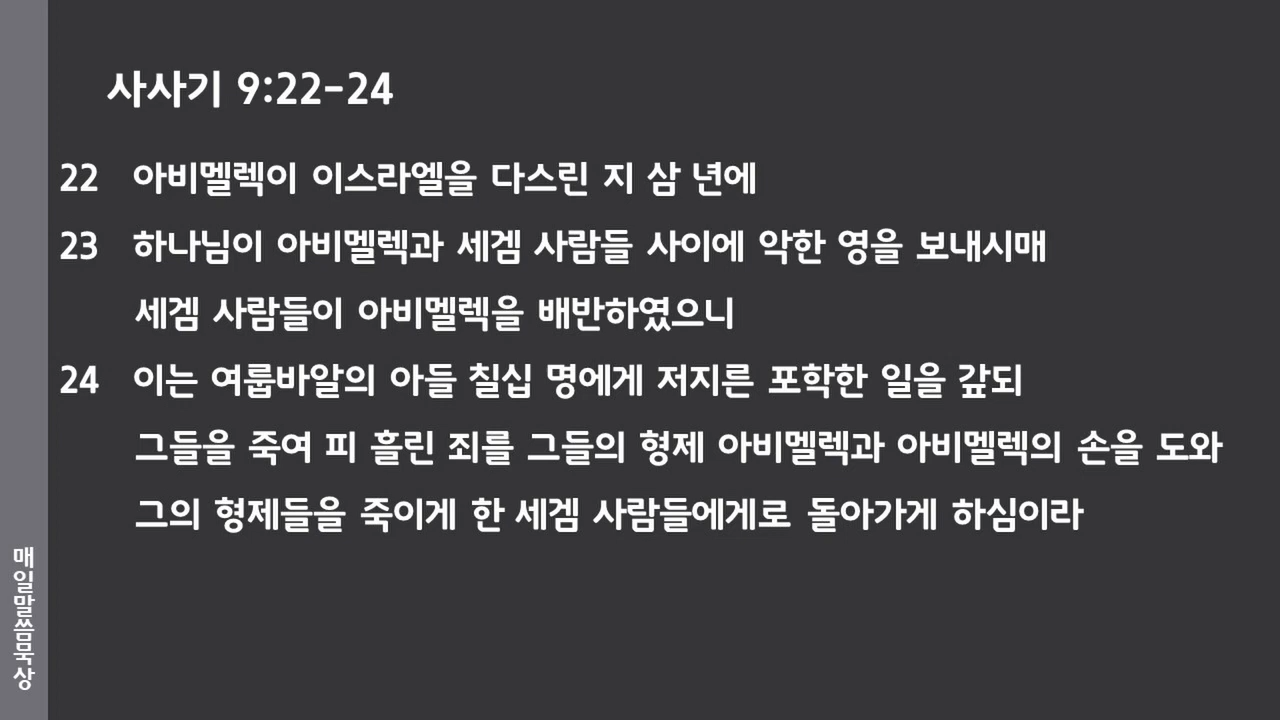 사사기 9:22-24
22 아비멜렉이 이스라엘을 다스린 지 삼 년에
23 하나님이 아비멜렉과 세겜 사람들 사이에 악한 영을 보내시매
세겜 사람들이 아비멜렉을 배반하였으니
24 이는 여룹바알의 아들 칠십 명에게 저지른 포학한 일을 갚되
그들을 죽여 피 흘린 죄를 그들의 형제 아비멜렉과 아비멜렉의 손을 도와
그의 형제들을 죽이게 한 세겜 사람들에게로 돌아가게 하심이라
매일말씀묵상